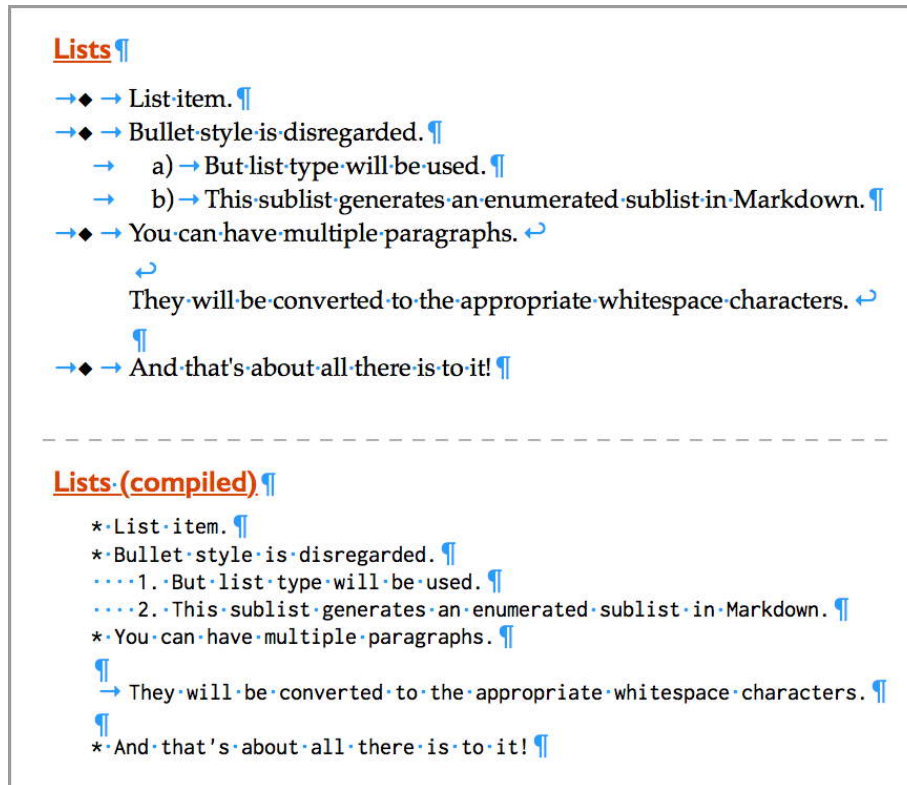 Lists¶
→◆→List·item.¶
→◆→Bullet·style·is·disregarded.¶
→a)→But·list·type·will·be·used.¶
→b)→This·sublist·generates·an·enumerated·sublist·in·Markdown.¶
→◆→You·can·have·multiple·paragraphs.↩
↩
They·will·be·converted·to·the·appropriate·whitespace·characters.↩
¶
→◆→And·that's·about·all·there·is·to·it!¶
Lists·(compiled)¶
*·List·item.¶
*·Bullet·style·is·disregarded.¶
····1.·But·list·type·will·be·used.¶
····2.·This·sublist·generates·an·enumerated·sublist·in·Markdown.¶
*·You·can·have·multiple·paragraphs.¶
¶
→They·will·be·converted·to·the·appropriate·whitespace·characters.¶
¶
*·And·that's·about·all·there·is·to·it!¶